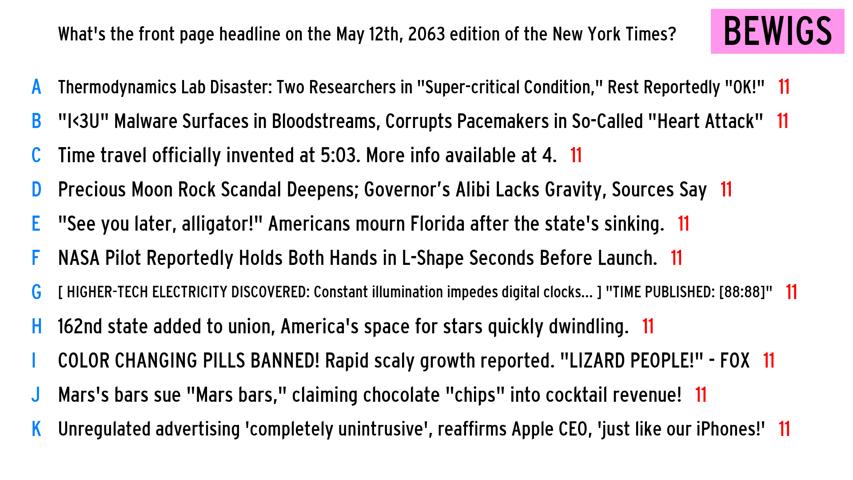 What's the front page headline on the May 12th, 2063 edition of the New York Times?
BEWIGS
A Thermodynamics Lab Disaster: Two Researchers in "Super-critical Condition," Rest Reportedly "OK!" 11
B "I<3U" Malware Surfaces in Bloodstreams, Corrupts Pacemakers in So-Called "Heart Attack" 11
C Time travel officially invented at 5:03. More info available at 4. 11
D Precious Moon Rock Scandal Deepens; Governor's Alibi Lacks Gravity, Sources Say 11
E "See you later, alligator!" Americans mourn Florida after the state's sinking. 11
F NASA Pilot Reportedly Holds Both Hands in L-Shape Seconds Before Launch. 11
G [ HIGHER-TECH ELECTRICITY DISCOVERED: Constant illumination impedes digital clocks... ] "TIME PUBLISHED: [88:88]" 11
H 162nd state added to union, America's space for stars quickly dwindling. 11
I COLOR CHANGING PILLS BANNED! Rapid scaly growth reported. "LIZARD PEOPLE!" - FOX 11
J Mars's bars sue "Mars bars," claiming chocolate "chips" into cocktail revenue! 11
K Unregulated advertising 'completely unintrusive', reaffirms Apple CEO, 'just like our iPhones!' 11